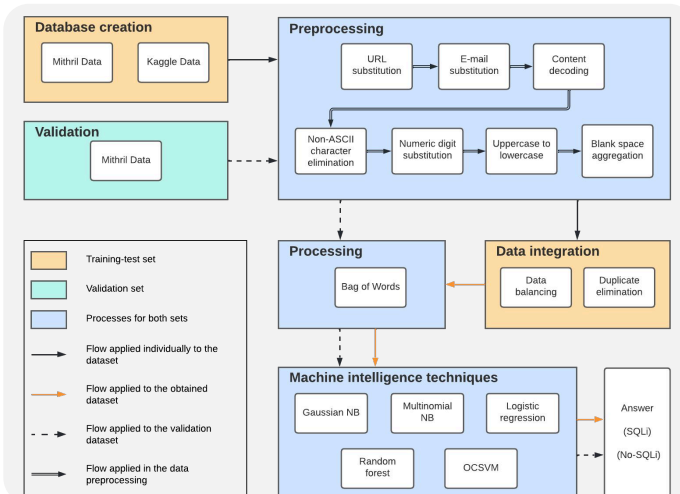 Database creation
Mithril Data
Kaggle Data
Validation
Mithril Data
Preprocessing
URL
substitution
E-mail
substitution
Content
decoding
Non-ASCII
character
elimination
Numeric digit
substitution
Uppercase to
lowercase
Blank space
aggregation
Processing
Bag of Words
Data integration
Data
balancing
Duplicate
elimination
Training-test set
Validation set
Processes for both sets
Flow applied individually to the
dataset
Flow applied to the obtained
dataset
Flow applied to the validation
dataset
Flow applied in the data
preprocessing
Machine intelligence techniques
Gaussian NB
Multinomial
NB
Logistic
regression
Random
forest
OCSVM
Answer
(SQLi)
(No-SQLi)